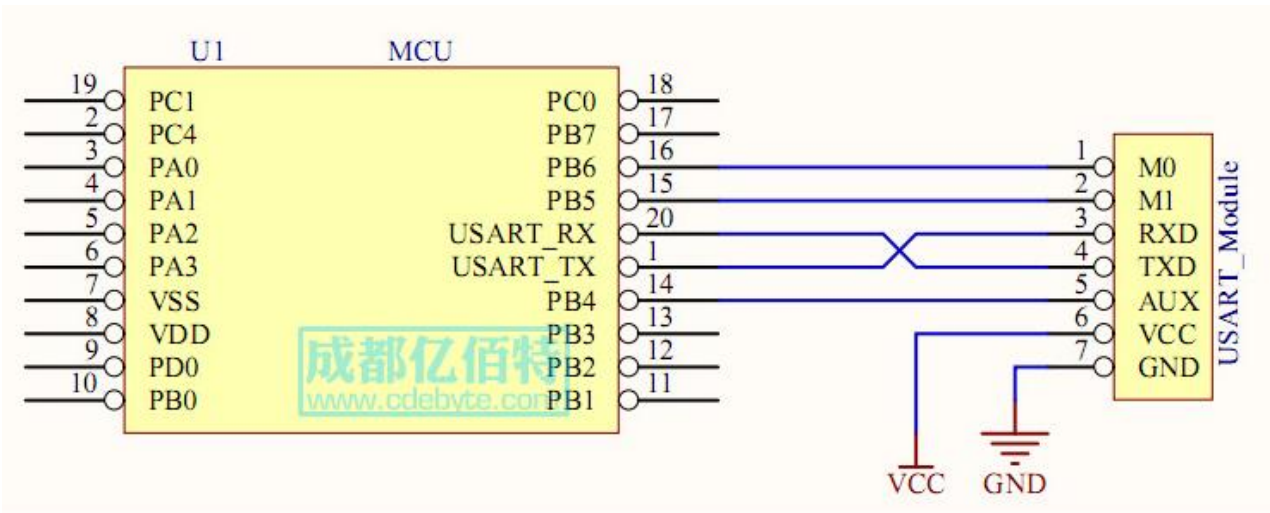 U1 MCU
19 PC1 PC0 18
2 PC4 PB7 17
3 PA0 PB6 16 1 M0
4 PA1 PB5 15 2 M1
5 PA2 USART_RX 20 3 RXD
6 PA3 USART_TX 1 4 TXD
7 VSS PB4 14 5 AUX
8 VDD PB3 13 6 VCC
9 PD0 PB2 12 7 GND
10 PB0 PB1 11
USART_Module
成都亿佰特
www.cdebyte.com
VCC GND